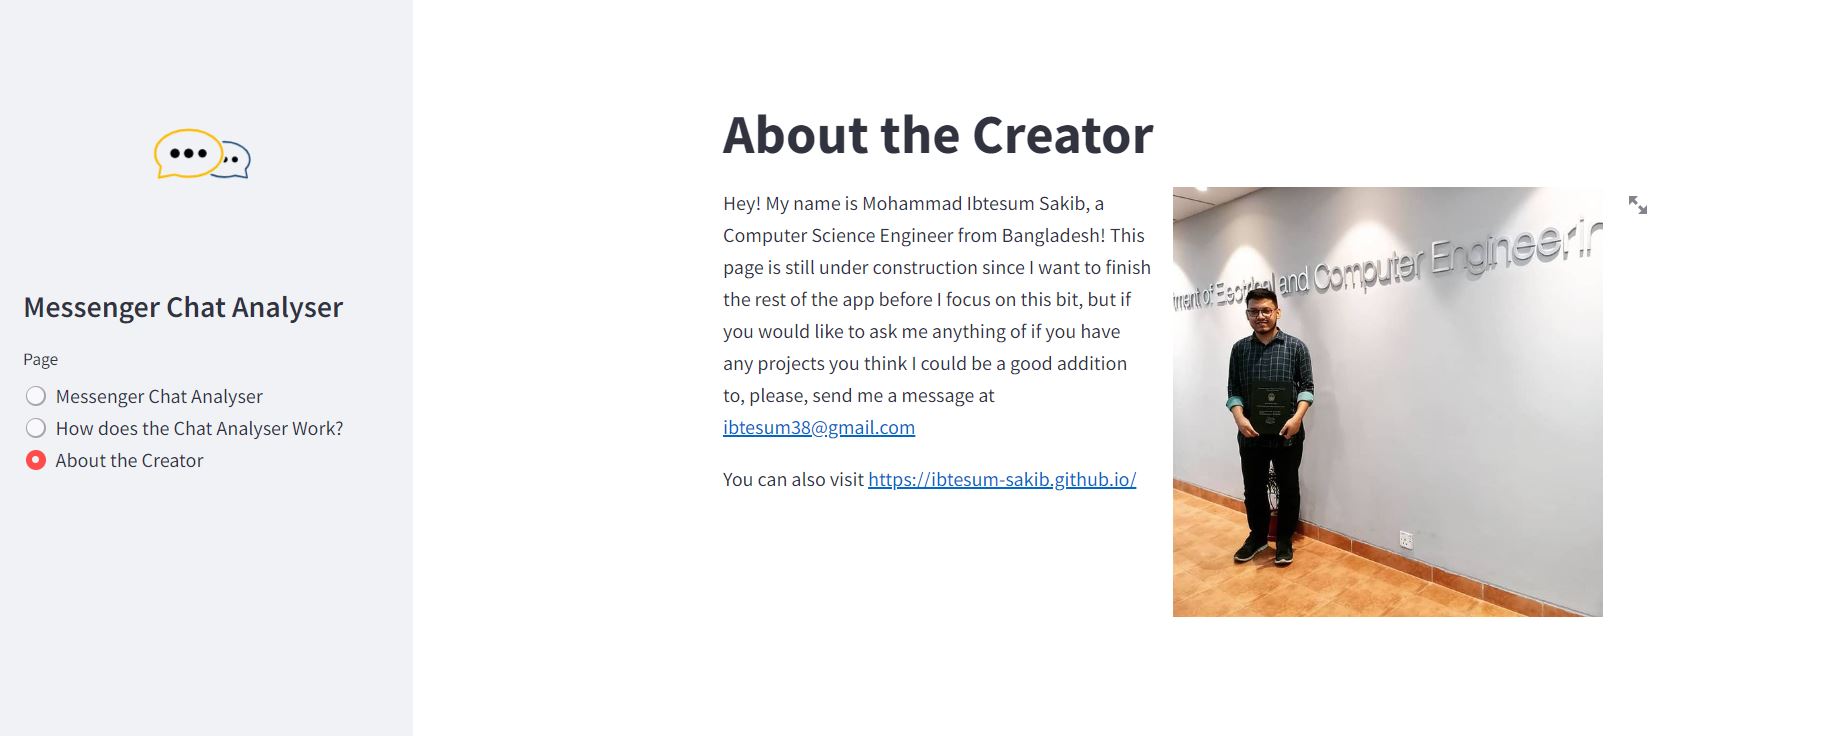 Messenger Chat Analyser
Page
Messenger Chat Analyser
How does the Chat Analyser Work?
About the Creator
About the Creator
Hey! My name is Mohammad Ibtesum Sakib, a
Computer Science Engineer from Bangladesh! This
page is still under construction since I want to finish
the rest of the app before I focus on this bit, but if
you would like to ask me anything of if you have
any projects you think I could be a good addition
to, please, send me a message at
ibtesum38@gmail.com
You can also visit https://ibtesum-sakib.github.io/
and Computer Engineerin